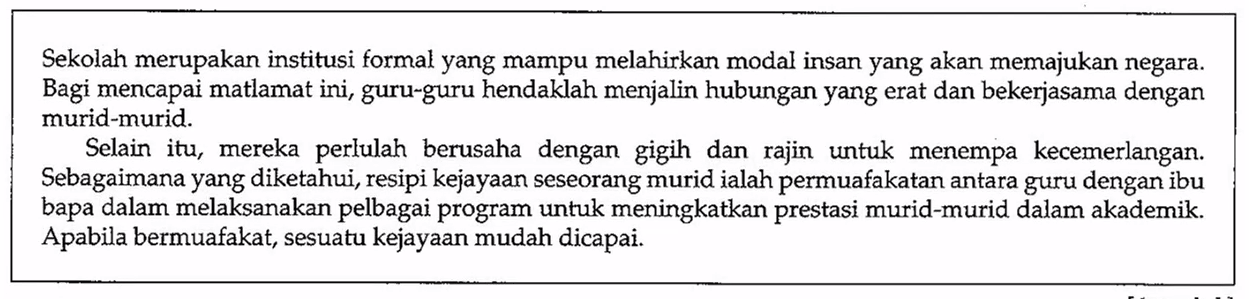 Sekolah merupakan institusi formal yang mampu melahirkan modal insan yang akan memajukan negara.
Bagi mencapai matlamat ini, guru-guru hendaklah menjalin hubungan yang erat dan bekerjasama dengan
murid-murid.
Selain itu, mereka perlulah berusaha dengan gigih dan rajin untuk menempa kecemerlangan.
Sebagaimana yang diketahui, resipi kejayaan seseorang murid ialah permuafakatan antara guru dengan ibu
bapa dalam melaksanakan pelbagai program untuk meningkatkan prestasi murid-murid dalam akademik.
Apabila bermuafakat, sesuatu kejayaan mudah dicapai.